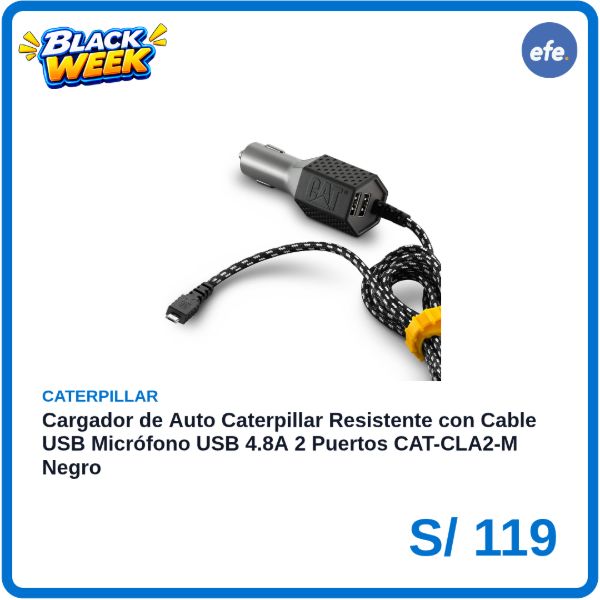 BLACK
WEEK
efe.
CAT
CATERPILLAR
Cargador de Auto Caterpillar Resistente con Cable
USB Micrófono USB 4.8A 2 Puertos CAT-CLA2-M
Negro
S/ 119